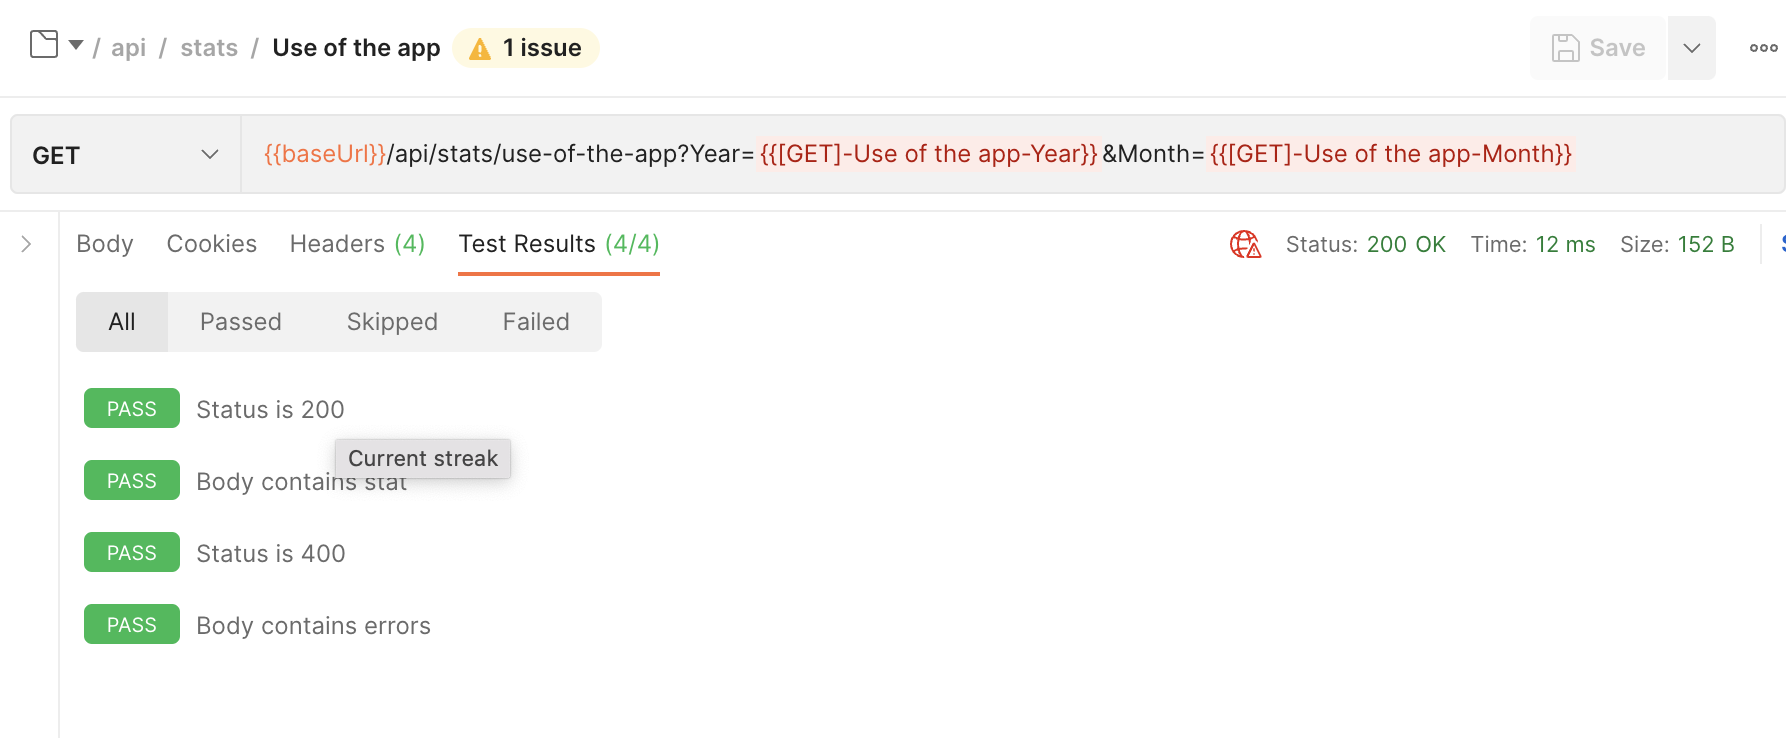 / api / stats / Use of the app 1 issue Save
GET {{baseUrl}}/api/stats/use-of-the-app?Year={{[GET]-Use of the app-Year}}&Month={{[GET]-Use of the app-Month}}
Body Cookies Headers (4) Test Results (4/4) Status: 200 OK Time: 12 ms Size: 152 B
All Passed Skipped Failed
PASS Status is 200
Current streak
PASS Body contains stat
PASS Status is 400
PASS Body contains errors